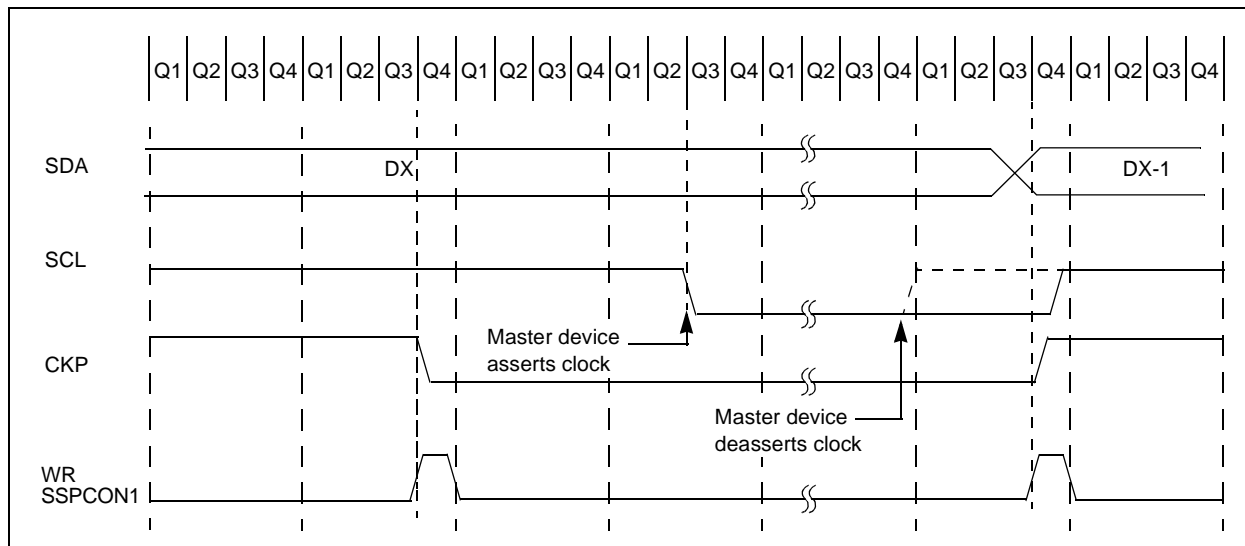 Q1 Q2 Q3 Q4 Q1 Q2 Q3 Q4 Q1 Q2 Q3 Q4 Q1 Q2 Q3 Q4 Q1 Q2 Q3 Q4 Q1 Q2 Q3 Q4 Q1 Q2 Q3 Q4
SDA
DX
DX-1
SCL
Master device
asserts clock
CKP
Master device
deasserts clock
WR
SSPCON1